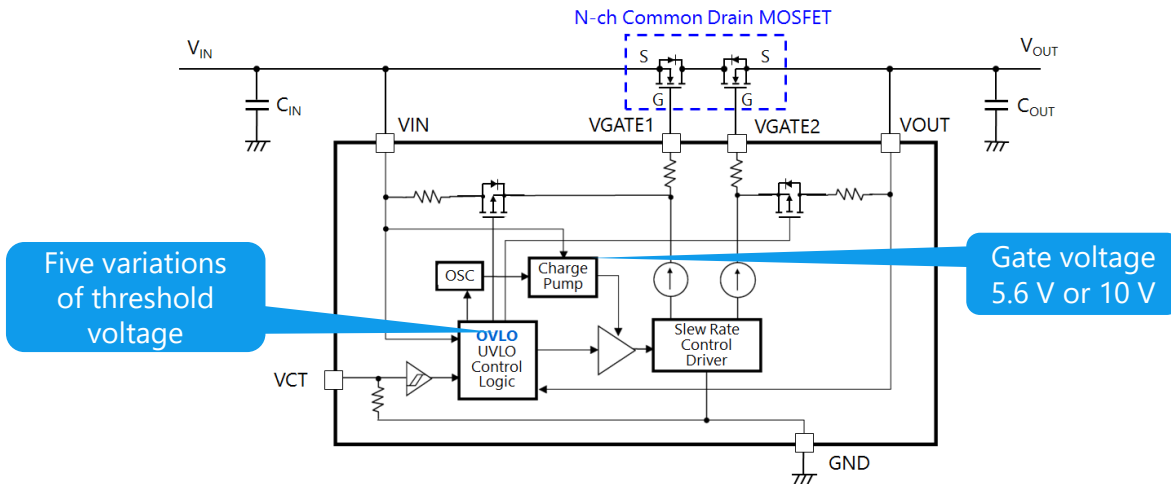 N-ch Common Drain MOSFET
VIN
S
S
VOUT
G
G
CIN
COUT
VIN
VGATE1
VGATE2
VOUT
Five variations
of threshold
voltage
OSC
Charge
Pump
Gate voltage
5.6 V or 10 V
OVLO
UVLO
Control
Logic
Slew Rate
Control
Driver
VCT
GND